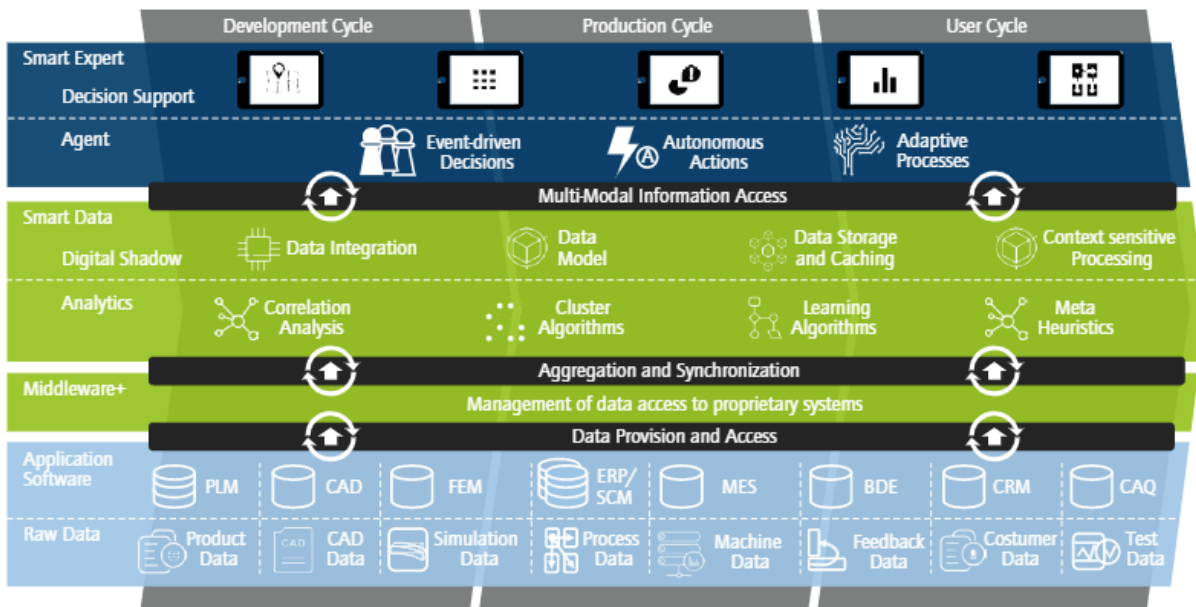 Development Cycle
Production Cycle
User Cycle
Smart Expert
Decision Support
Agent
Event-driven
Decisions
A
Autonomous
Actions
Adaptive
Processes
Multi-Modal Information Access
Smart Data
Digital Shadow
Data Integration
Data
Model
Data Storage
and Caching
Context sensitive
Processing
Analytics
Correlation
Analysis
Cluster
Algorithms
Learning
Algorithms
Meta
Heuristics
Aggregation and Synchronization
Middleware+
Management of data access to proprietary systems
Data Provision and Access
Application
Software
PLM
CAD
FEM
ERP/
SCM
MES
BDE
CRM
CAQ
Raw Data
Product
Data
CAD
CAD
Data
Simulation
Data
Process
Data
Machine
Data
Feedback
Data
Costumer
Data
Test
Data